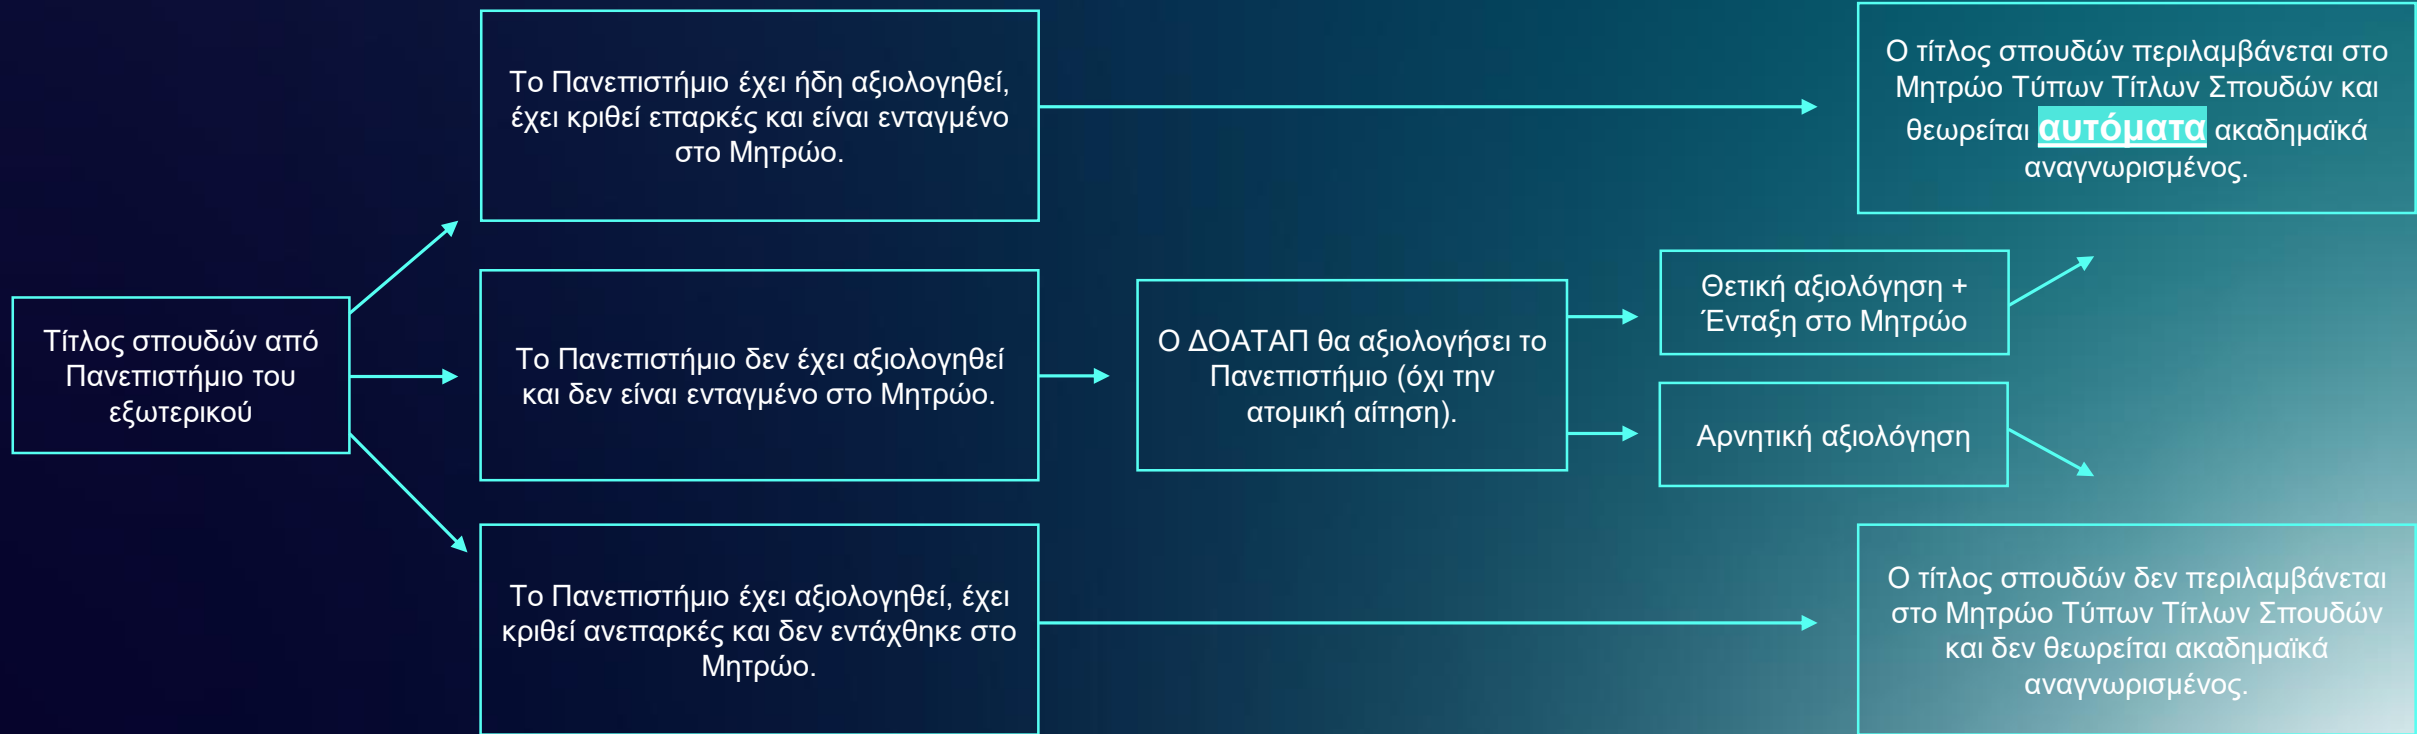 Το Πανεπιστήμιο έχει ήδη αξιολογηθεί,
έχει κριθεί επαρκές και είναι ενταγμένο
στο Μητρώο.
Ο τίτλος σπουδών περιλαμβάνεται στο
Μητρώο Τύπων Τίτλων Σπουδών και
θεωρείται αυτόματα ακαδημαϊκά
αναγνωρισμένος.
Τίτλος σπουδών από
Πανεπιστήμιο του
εξωτερικού
Το Πανεπιστήμιο δεν έχει αξιολογηθεί
και δεν είναι ενταγμένο στο Μητρώο.
Ο ΔΟΑΤΑΠ θα αξιολογήσει το
Πανεπιστήμιο (όχι την
ατομική αίτηση).
Θετική αξιολόγηση +
Ένταξη στο Μητρώο
Αρνητική αξιολόγηση
Το Πανεπιστήμιο έχει αξιολογηθεί, έχει
κριθεί ανεπαρκές και δεν εντάχθηκε στο
Μητρώο.
Ο τίτλος σπουδών δεν περιλαμβάνεται
στο Μητρώο Τύπων Τίτλων Σπουδών
και δεν θεωρείται ακαδημαϊκά
αναγνωρισμένος.